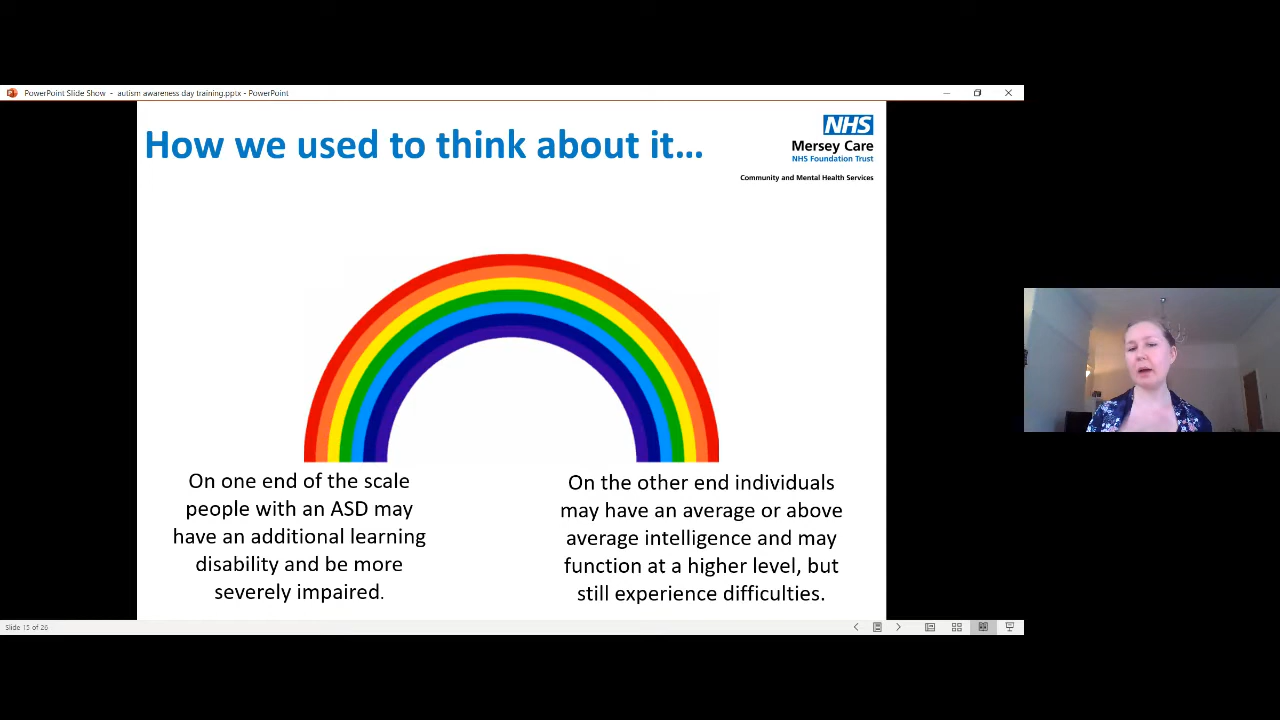 PowerPoint Slide Show - autism awareness day training.pptx - PowerPoint
How we used to think about it...
NHS
Mersey Care
NHS Foundation Trust
Community and Mental Health Services
On one end of the scale
people with an ASD may
have an additional learning
disability and be more
severely impaired.
On the other end individuals
may have an average or above
average intelligence and may
function at a higher level, but
still experience difficulties.
Slide 15 of 26